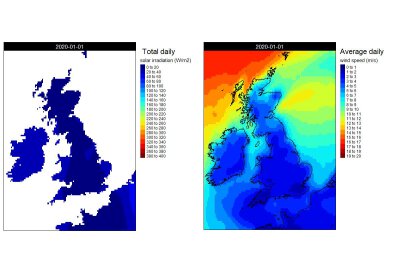 2020-01-01
Total daily
solar irradiation (W/m2)
0 to 20
20 to 40
40 to 60
60 to 80
80 to 100
100 to 120
120 to 140
140 to 160
160 to 180
180 to 200
200 to 220
220 to 240
240 to 260
260 to 280
280 to 300
300 to 320
320 to 340
340 to 360
360 to 380
380 to 400
2020-01-01
Average daily
wind speed (m/s)
0 to 1
1 to 2
2 to 3
3 to 4
4 to 5
5 to 6
6 to 7
7 to 8
8 to 9
9 to 10
10 to 11
11 to 12
12 to 13
13 to 14
14 to 15
15 to 16
16 to 17
17 to 18
18 to 19
19 to 20